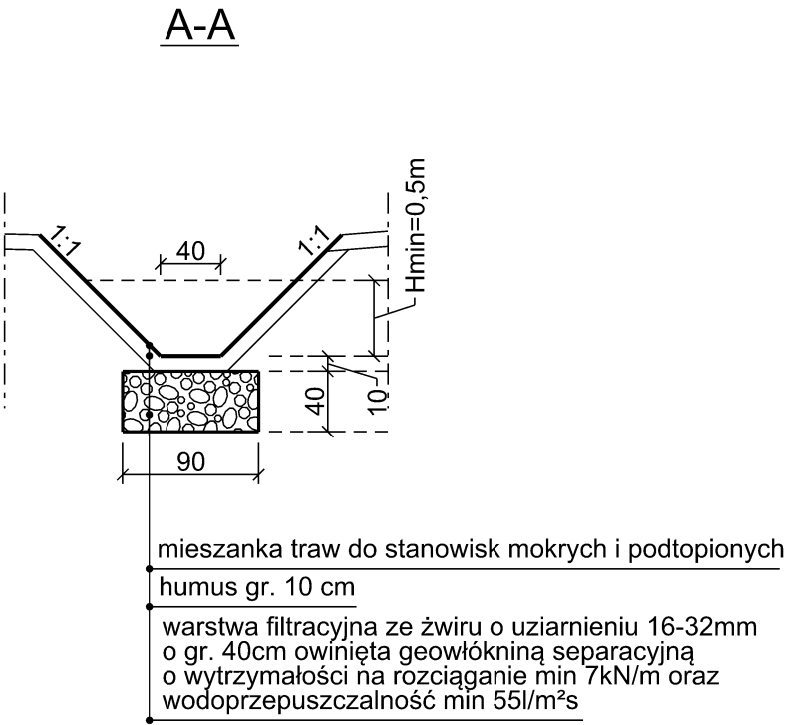 A-A
Hmin=0,5m
1:1
1:1
40
40
10
90
mieszanka traw do stanowisk mokrych i podtopionych
humus gr. 10 cm
warstwa filtracyjna ze żwiru o uziarnieniu 16-32mm
o gr. 40cm owinięta geowłókniną separacyjną
o wytrzymałości na rozciąganie min 7kN/m oraz
wodoprzepuszczalność min 55l/m²s